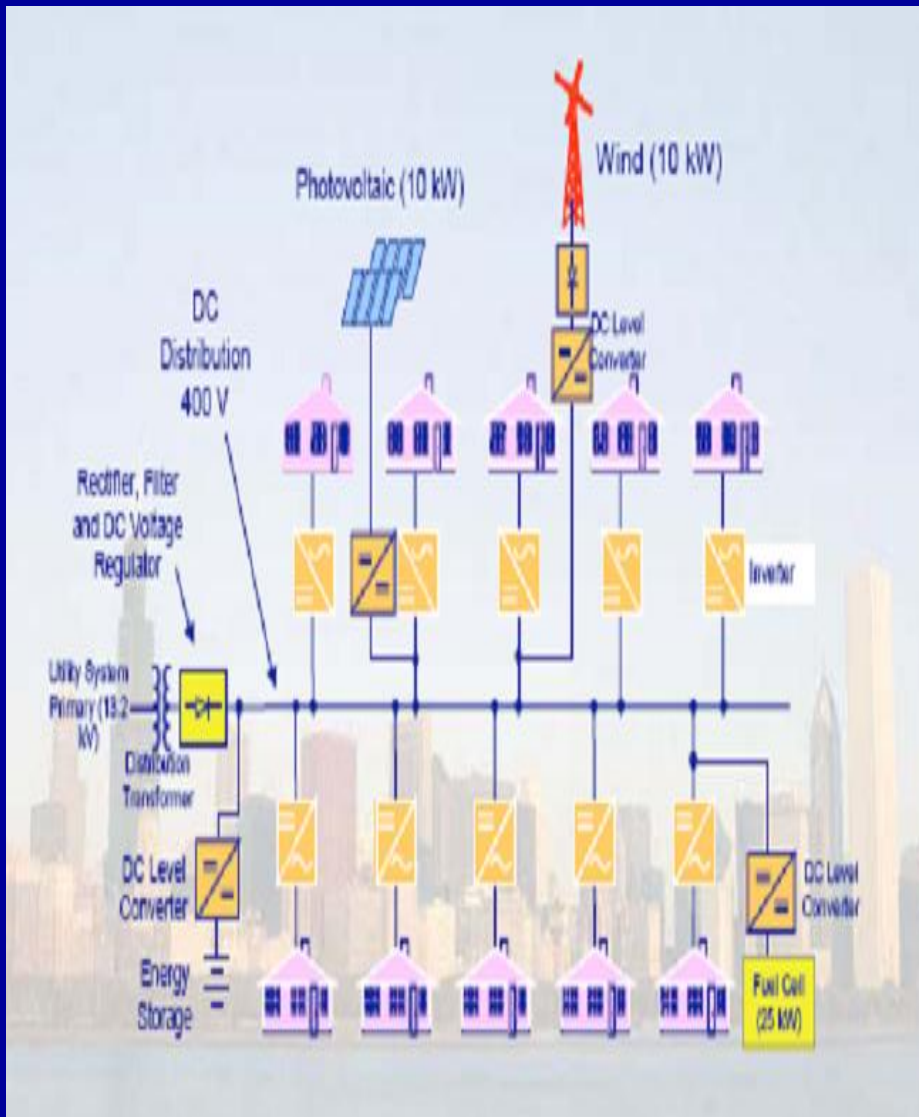 Wind (10 kW)
Photovoltaic (10 kW)
DC
Distribution
400 V
DC Level
Converter
Rectifier, Filter
and DC Voltage
Regulator
Inverter
Utility System
Primary (13.2
kV)
Distribution
Transformer
DC Level
Converter
DC Level
Converter
Energy
Storage
Fuel Cell
(25 kW)